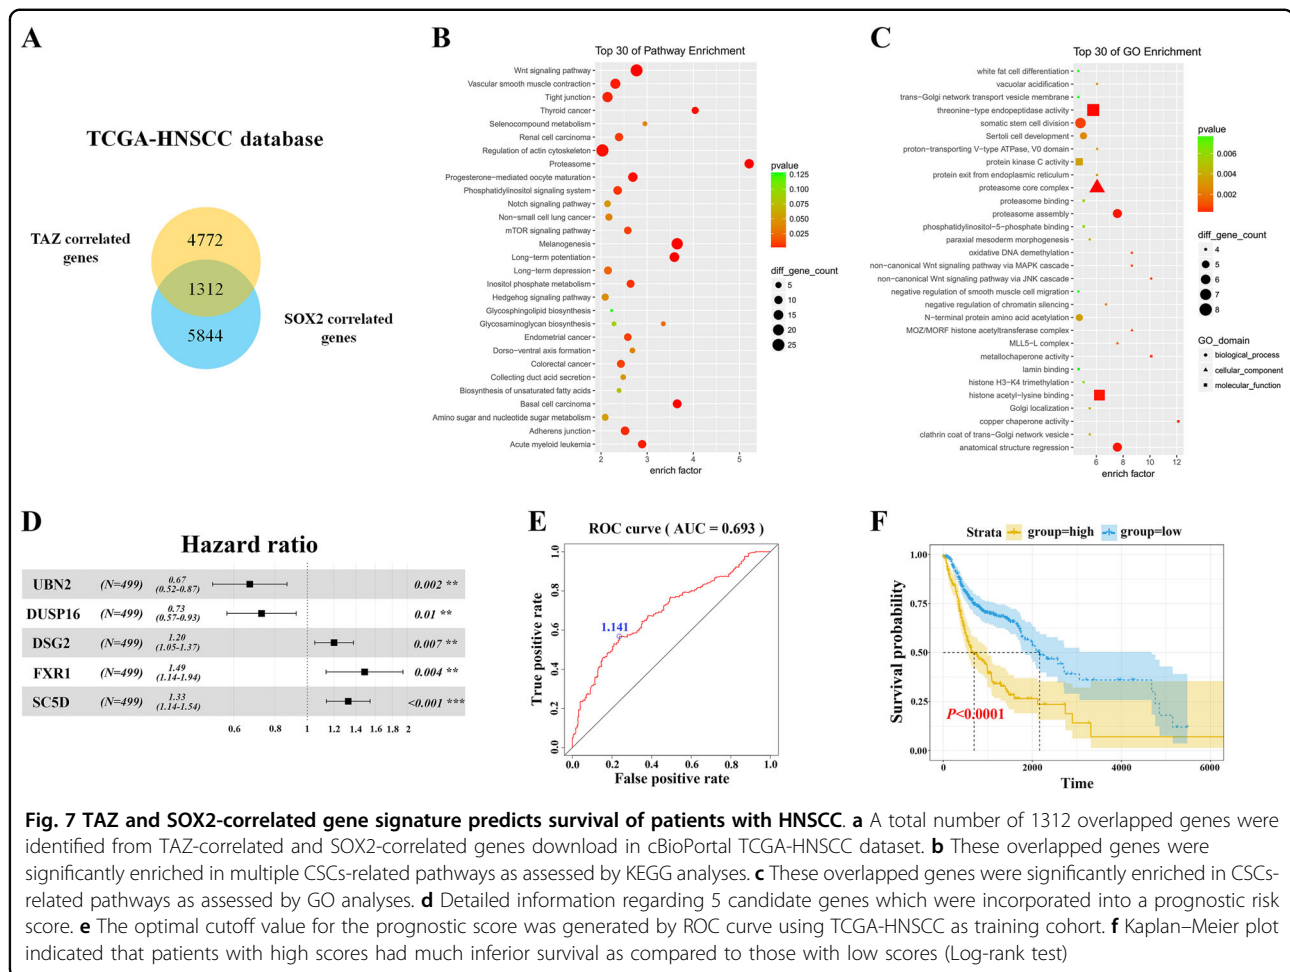 A
TCGA-HNSCC database
TAZ correlated
genes
4772
1312
5844
SOX2 correlated
genes
B
Top 30 of Pathway Enrichment
Wnt signaling pathway
Vascular smooth muscle contraction
Tight junction
Thyroid cancer
Selenocompound metabolism
Renal cell carcinoma
Regulation of actin cytoskeleton
Proteasome
Progesterone−mediated oocyte maturation
Phosphatidylinositol signaling system
Notch signaling pathway
Non−small cell lung cancer
mTOR signaling pathway
Melanogenesis
Long−term potentiation
Long−term depression
Inositol phosphate metabolism
Hedgehog signaling pathway
Glycosphingolipid biosynthesis
Glycosaminoglycan biosynthesis
Endometrial cancer
Dorso−ventral axis formation
Colorectal cancer
Collecting duct acid secretion
Biosynthesis of unsaturated fatty acids
Basal cell carcinoma
Amino sugar and nucleotide sugar metabolism
Adherens junction
Acute myeloid leukemia
2 3 4 5
enrich factor
pvalue
0.125
0.100
0.075
0.050
0.025
diff_gene_count
5
10
15
20
25
C
Top 30 of GO Enrichment
white fat cell differentiation
vacuolar acidification
trans−Golgi network transport vesicle membrane
threonine−type endopeptidase activity
somatic stem cell division
Sertoli cell development
proton−transporting V−type ATPase, V0 domain
protein kinase C activity
protein exit from endoplasmic reticulum
proteasome core complex
proteasome binding
proteasome assembly
phosphatidylinositol−5−phosphate binding
paraxial mesoderm morphogenesis
oxidative DNA demethylation
non−canonical Wnt signaling pathway via MAPK cascade
non−canonical Wnt signaling pathway via JNK cascade
negative regulation of smooth muscle cell migration
negative regulation of chromatin silencing
N−terminal protein amino acid acetylation
MOZ/MORF histone acetyltransferase complex
MLL5−L complex
metallochaperone activity
lamin binding
histone H3−K4 trimethylation
histone acetyl−lysine binding
Golgi localization
copper chaperone activity
clathrin coat of trans−Golgi network vesicle
anatomical structure regression
6 8 10 12
enrich factor
pvalue
0.006
0.004
0.002
diff_gene_count
4
5
6
7
8
GO_domain
biological_process
cellular_component
molecular_function
D
Hazard ratio
UBN2 (N=499) 0.67 (0.52-0.87) 0.002 **
DUSP16 (N=499) 0.73 (0.57-0.93) 0.01 **
DSG2 (N=499) 1.20 (1.05-1.37) 0.007 **
FXR1 (N=499) 1.49 (1.14-1.94) 0.004 **
SC5D (N=499) 1.33 (1.14-1.54) <0.001 ***
0.6 0.8 1 1.2 1.4 1.6 1.8 2
E
ROC curve ( AUC = 0.693 )
True positive rate
1.0
0.8
0.6
0.4
0.2
0.0
1.141
0.0 0.2 0.4 0.6 0.8 1.0
False positive rate
F
Strata group=high group=low
Survival probability
1.00
0.75
0.50
0.25
0.00
P<0.0001
0 2000 4000 6000
Time
Fig. 7 TAZ and SOX2-correlated gene signature predicts survival of patients with HNSCC. a A total number of 1312 overlapped genes were
identified from TAZ-correlated and SOX2-correlated genes download in cBioPortal TCGA-HNSCC dataset. b These overlapped genes were
significantly enriched in multiple CSCs-related pathways as assessed by KEGG analyses. c These overlapped genes were significantly enriched in CSCs-
related pathways as assessed by GO analyses. d Detailed information regarding 5 candidate genes which were incorporated into a prognostic risk
score. e The optimal cutoff value for the prognostic score was generated by ROC curve using TCGA-HNSCC as training cohort. f Kaplan–Meier plot
indicated that patients with high scores had much inferior survival as compared to those with low scores (Log-rank test)